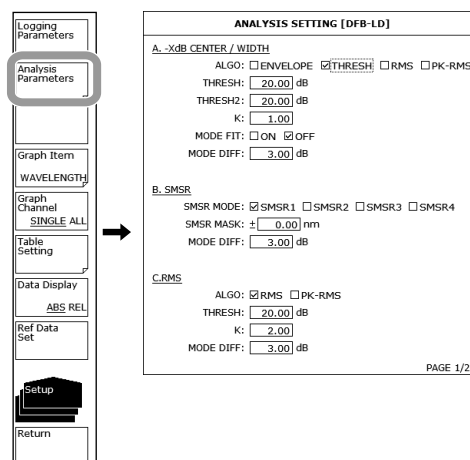 Logging
Parameters
Analysis
Parameters
Graph Item
WAVELENGTH
Graph
Channel
SINGLE ALL
Table
Setting
Data Display
ABS REL
Ref Data
Set
Setup
Return
ANALYSIS SETTING [DFB-LD]
A. -XdB CENTER / WIDTH
ALGO: ☐ENVELOPE ☑THRESH ☐RMS ☐PK-RMS
THRESH: 20.00 dB
THRESH2: 20.00 dB
K: 1.00
MODE FIT: ☐ON ☑OFF
MODE DIFF: 3.00 dB
B. SMSR
SMSR MODE: ☑SMSR1 ☐SMSR2 ☐SMSR3 ☐SMSR4
SMSR MASK: ± 0.00 nm
MODE DIFF: 3.00 dB
C.RMS
ALGO: ☑RMS ☐PK-RMS
THRESH: 20.00 dB
K: 2.00
MODE DIFF: 3.00 dB
PAGE 1/2